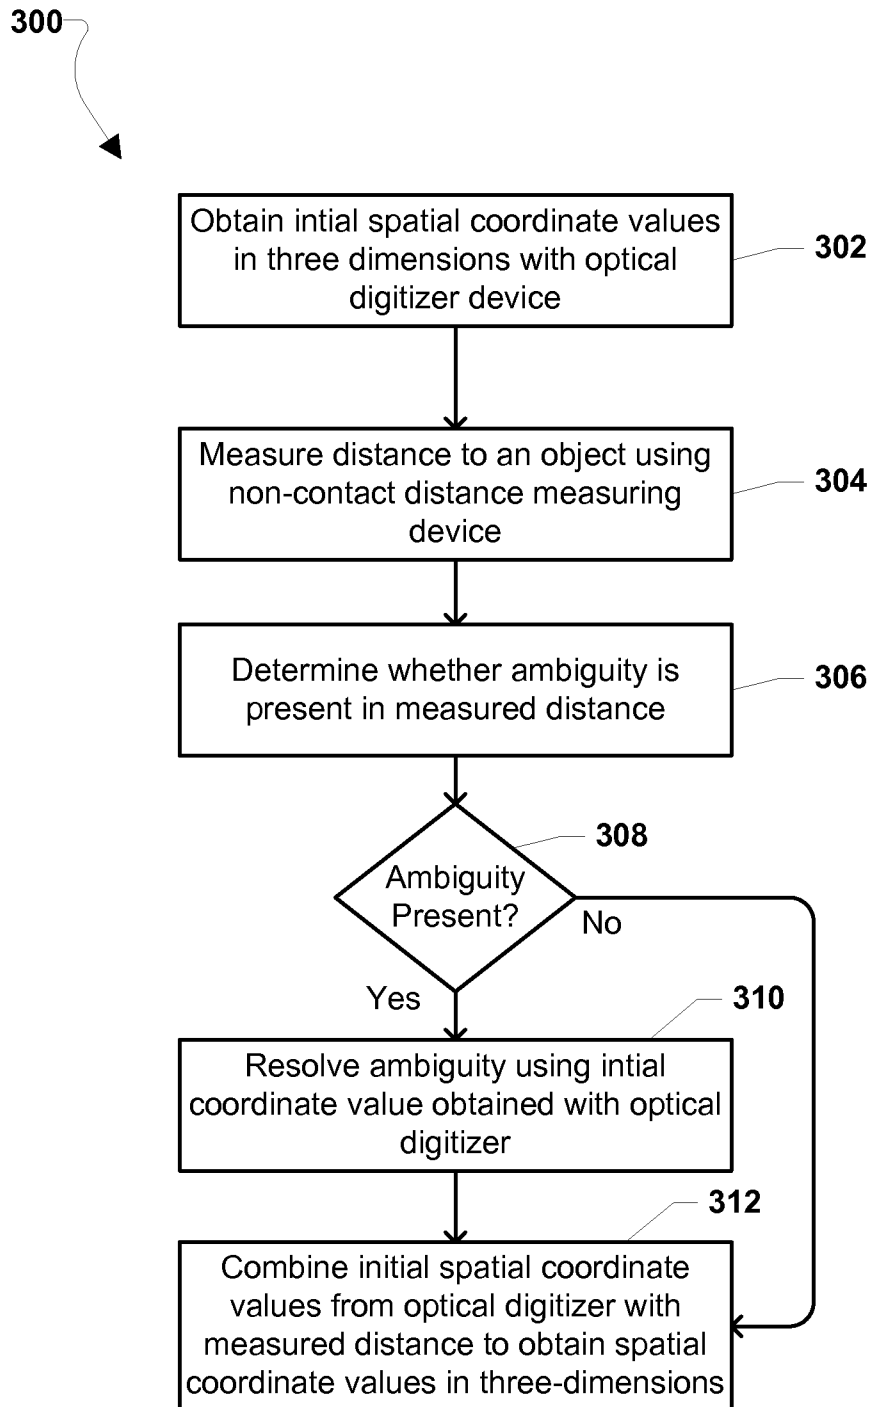 300
Obtain intial spatial coordinate values
in three dimensions with optical
digitizer device
302
Measure distance to an object using
non-contact distance measuring
device
304
Determine whether ambiguity is
present in measured distance
306
308
Ambiguity
Present?
No
Yes
310
Resolve ambiguity using intial
coordinate value obtained with optical
digitizer
312
Combine initial spatial coordinate
values from optical digitizer with
measured distance to obtain spatial
coordinate values in three-dimensions